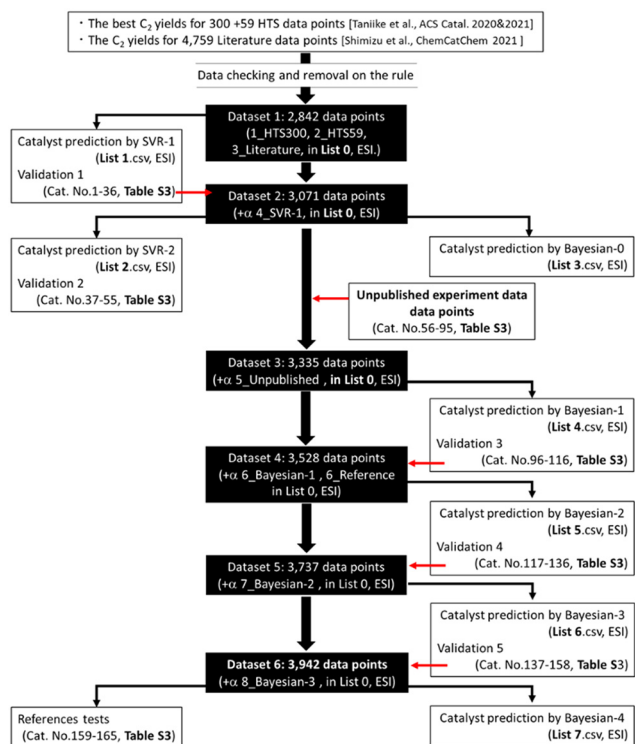 · The best C₂ yields for 300 +59 HTS data points [Taniike et al., ACS Catal. 2020&2021]
· The C₂ yields for 4,759 Literature data points [Shimizu et al., ChemCatChem 2021 ]
Data checking and removal on the rule
Dataset 1: 2,842 data points
(1_HTS300, 2_HTS59,
3_Literature, in List 0, ESI.)
Catalyst prediction by SVR-1
(List 1.csv, ESI)
Validation 1
(Cat. No.1-36, Table S3)
Dataset 2: 3,071 data points
(+α 4_SVR-1, in List 0, ESI)
Catalyst prediction by SVR-2
(List 2.csv, ESI)
Validation 2
(Cat. No.37-55, Table S3)
Catalyst prediction by Bayesian-0
(List 3.csv, ESI)
Unpublished experiment data
data points
(Cat. No.56-95, Table S3)
Dataset 3: 3,335 data points
(+α 5_Unpublished , in List 0, ESI)
Catalyst prediction by Bayesian-1
(List 4.csv, ESI)
Validation 3
(Cat. No.96-116, Table S3)
Dataset 4: 3,528 data points
(+α 6_Bayesian-1 , 6_Reference
in List 0, ESI)
Catalyst prediction by Bayesian-2
(List 5.csv, ESI)
Validation 4
(Cat. No.117-136, Table S3)
Dataset 5: 3,737 data points
(+α 7_Bayesian-2 , in List 0, ESI)
Catalyst prediction by Bayesian-3
(List 6.csv, ESI)
Validation 5
(Cat. No.137-158, Table S3)
Dataset 6: 3,942 data points
(+α 8_Bayesian-3 , in List 0, ESI)
References tests
(Cat. No.159-165, Table S3)
Catalyst prediction by Bayesian-4
(List 7.csv, ESI)